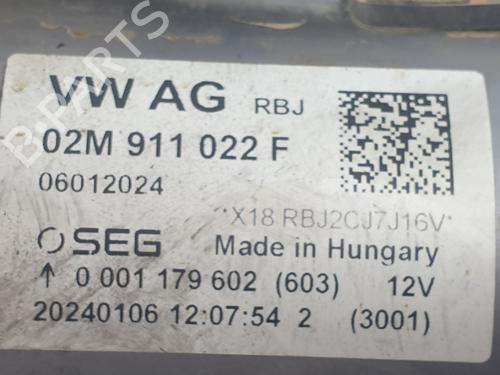 VW AG RBJ
02M 911 022 F
06012024
*X18 RBJ2CJ7J16V*
SEG Made in Hungary
↑ 0 001 179 602 (603) 12V
20240106 12:07:54 2 (3001)
B-PARTS